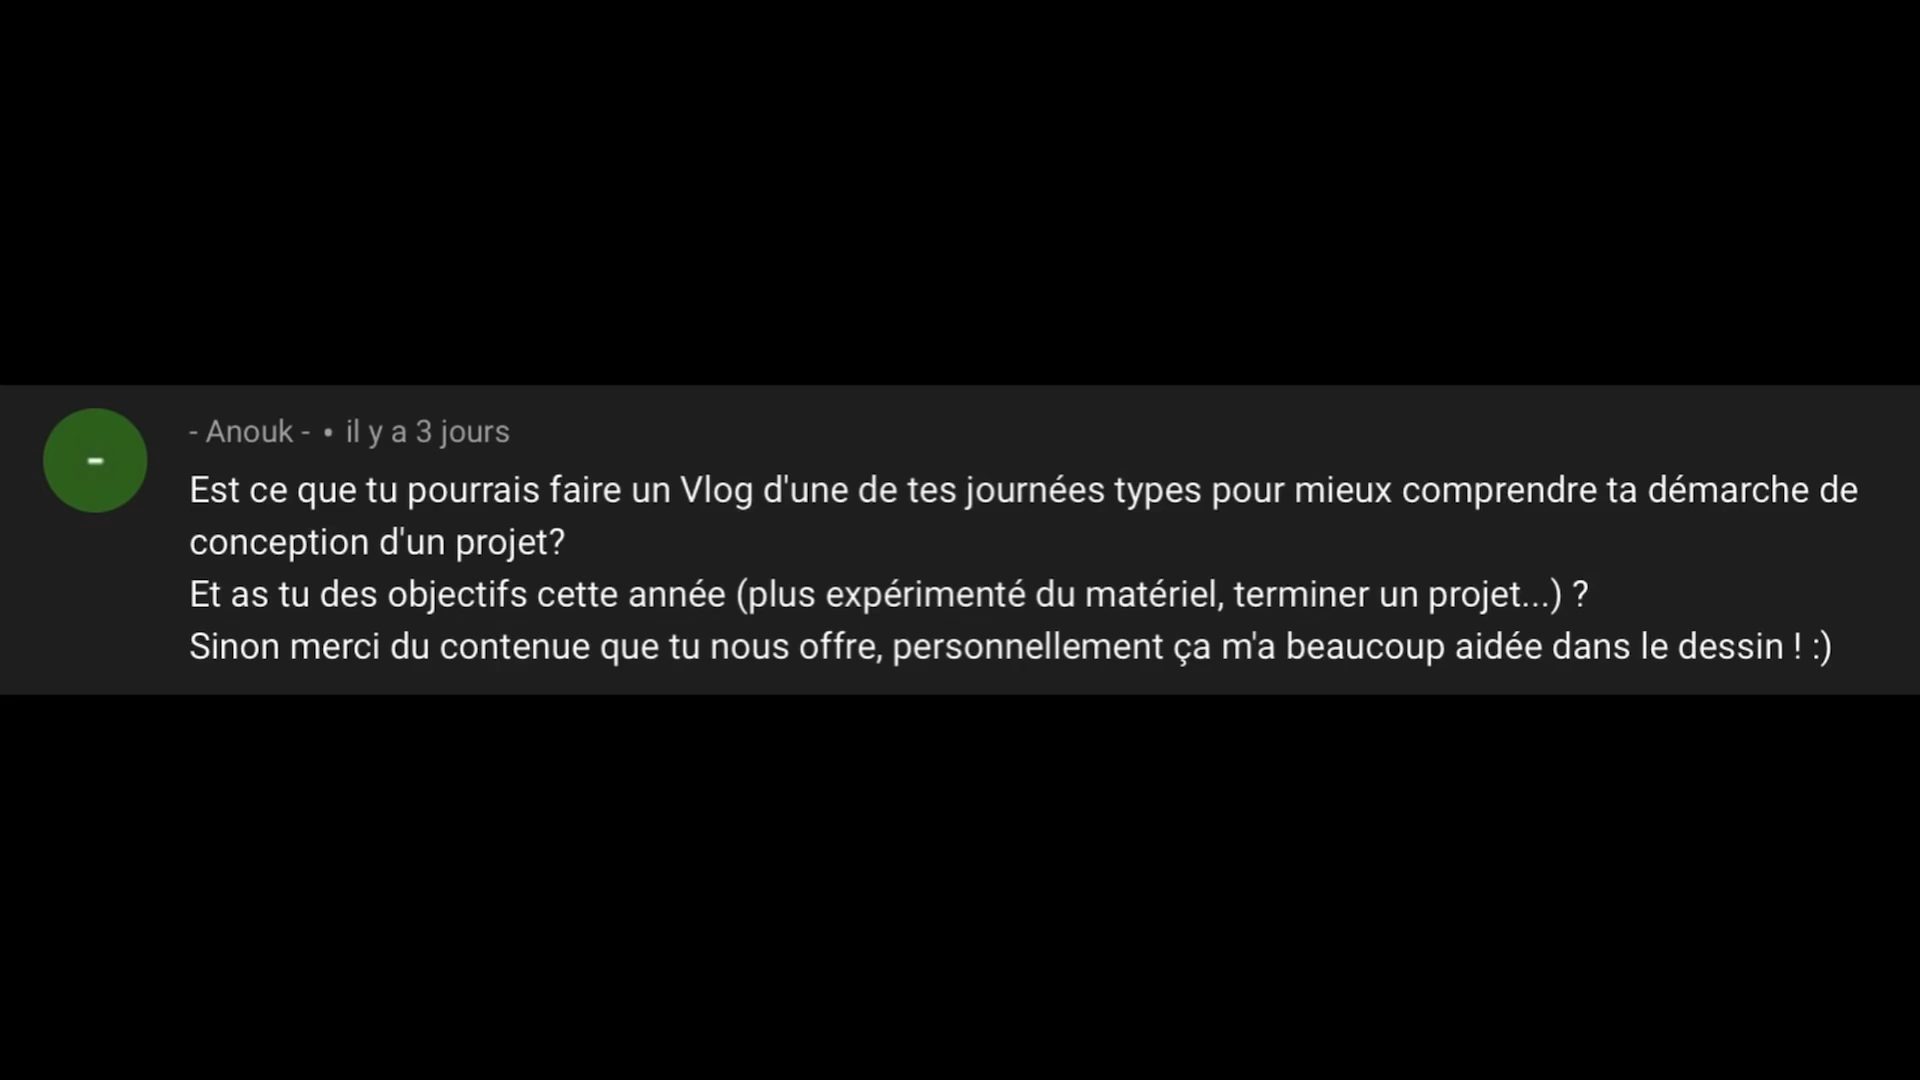 -
- Anouk - • il y a 3 jours
Est ce que tu pourrais faire un Vlog d'une de tes journées types pour mieux comprendre ta démarche de
conception d'un projet?
Et as tu des objectifs cette année (plus expérimenté du matériel, terminer un projet...) ?
Sinon merci du contenue que tu nous offre, personnellement ça m'a beaucoup aidée dans le dessin ! :)